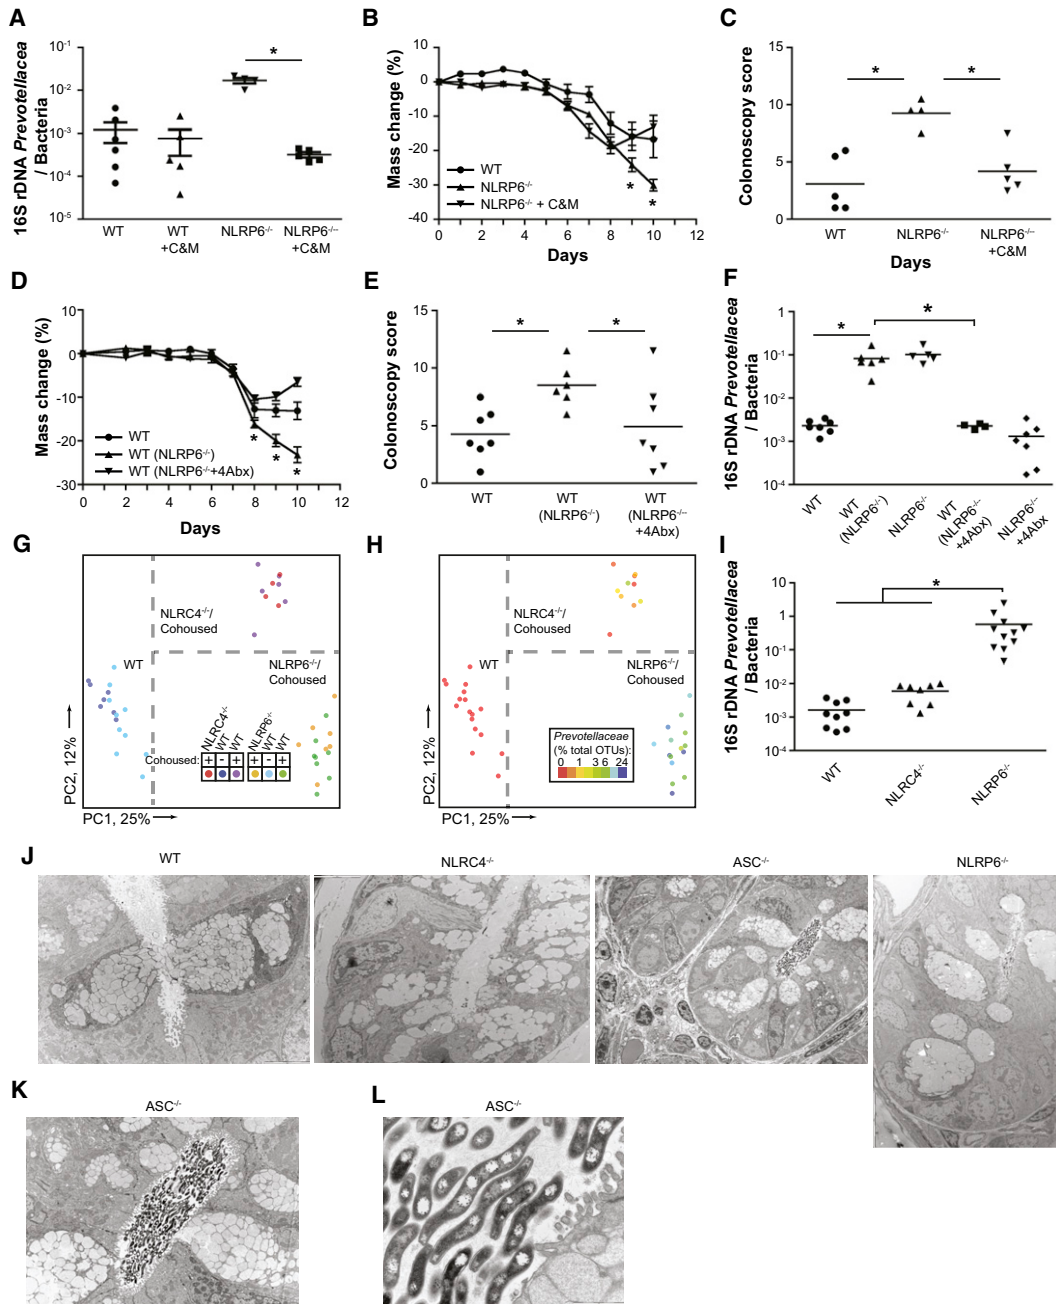 A
16S rDNA Prevotellacea
/ Bacteria
10-1
10-2
10-3
10-4
10-5
*
WT
WT
+C&M
NLRP6-/-
NLRP6-/-
+C&M
B
Mass change (%)
10
0
-10
-20
-30
-40
WT
NLRP6-/-
NLRP6-/- + C&M
*
*
0 2 4 6 8 10 12
Days
C
Colonoscopy score
15
10
5
0
*
*
WT
NLRP6-/-
NLRP6-/-
+C&M
Days
D
Mass change (%)
10
0
-10
-20
-30
WT
WT (NLRP6-/-)
WT (NLRP6-/-+4Abx)
*
*
*
0 2 4 6 8 10 12
Days
E
Colonoscopy score
15
10
5
0
*
*
WT
WT
(NLRP6-/-)
WT
(NLRP6-/-
+4Abx)
F
16S rDNA Prevotellacea
/ Bacteria
1
10-1
10-2
10-3
10-4
*
*
WT
WT
(NLRP6-/-)
NLRP6-/-
WT
(NLRP6-/-
+4Abx)
NLRP6-/-
+4Abx
G
NLRC4-/-/
Cohoused
WT
NLRP6-/-/
Cohoused
NLRC4-/-
WT
WT
NLRP6-/-
WT
WT
Cohoused: + - + + - +
PC2, 12%
PC1, 25%
H
NLRC4-/-/
Cohoused
WT
NLRP6-/-/
Cohoused
Prevotellaceae
(% total OTUs):
0 1 3 6 24
PC2, 12%
PC1, 25%
I
16S rDNA Prevotellacea
/ Bacteria
10
1
10-1
10-2
10-3
10-4
*
WT
NLRC4-/-
NLRP6-/-
J
WT
NLRC4-/-
ASC-/-
NLRP6-/-
K
ASC-/-
L
ASC-/-